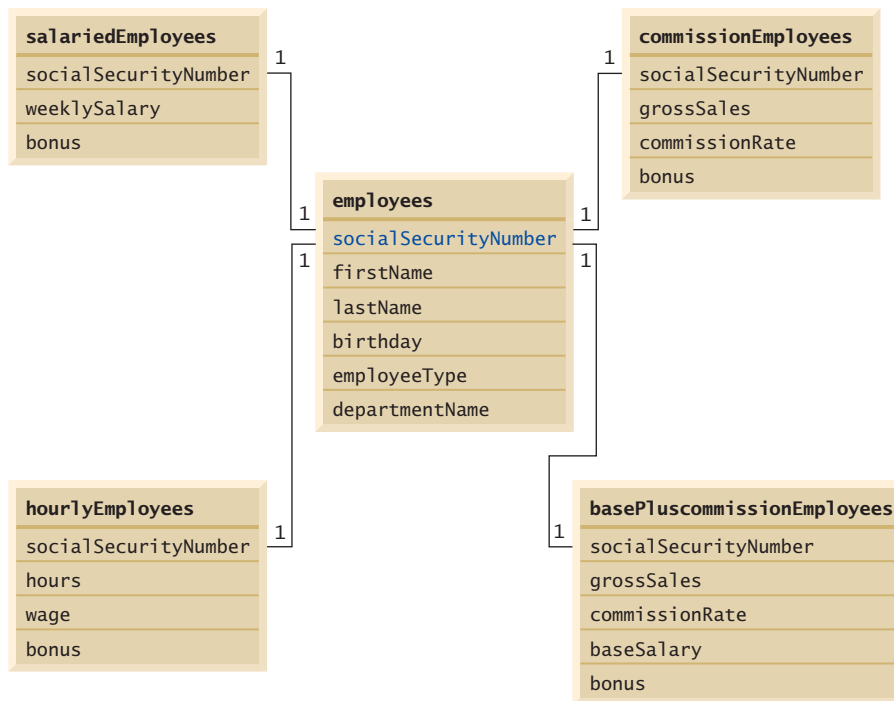 salariedEmployees
socialSecurityNumber
weeklySalary
bonus
1
1
commissionEmployees
socialSecurityNumber
grossSales
commissionRate
bonus
1
1
employees
socialSecurityNumber
firstName
lastName
birthday
employeeType
departmentName
1
1
hourlyEmployees
socialSecurityNumber
hours
wage
bonus
1
basePluscommissionEmployees
socialSecurityNumber
grossSales
commissionRate
baseSalary
bonus
1